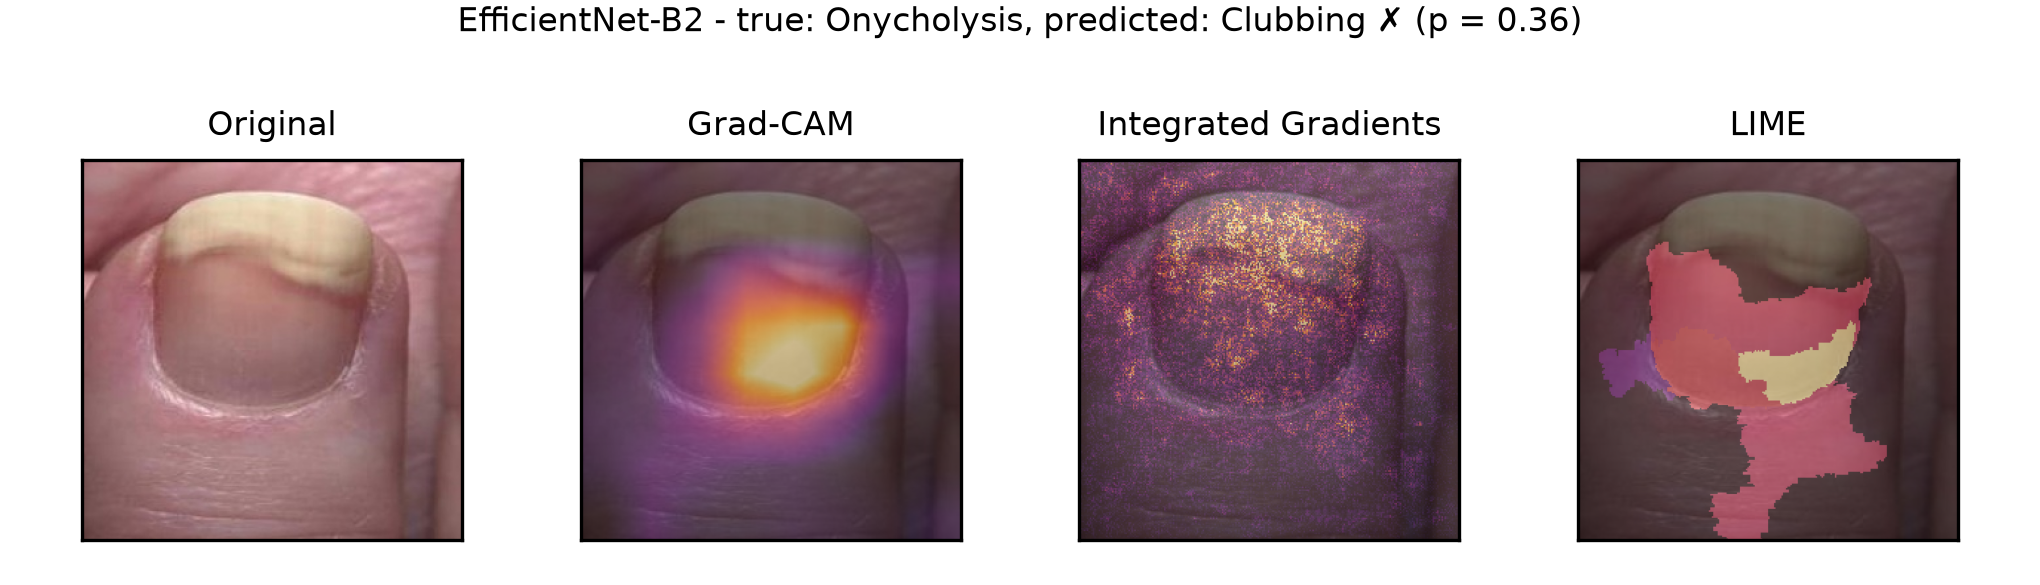 EfficientNet-B2 - true: Onycholysis, predicted: Clubbing ✗ (p = 0.36)
Original
Grad-CAM
Integrated Gradients
LIME